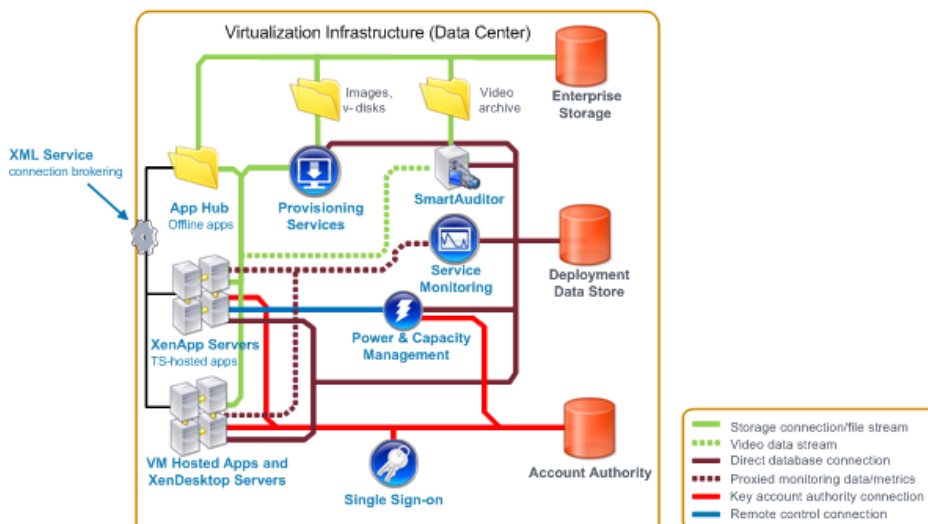 Virtualization Infrastructure (Data Center)
Images,
v- disks
Video
archive
Enterprise
Storage
XML Service
connection brokering
App Hub
Offline apps
Provisioning
Services
SmartAuditor
Service
Monitoring
Deployment
Data Store
XenApp Servers
TS-hosted apps
Power & Capacity
Management
VM Hosted Apps and
XenDesktop Servers
Single Sign-on
Account Authority
Storage connection/file stream
Video data stream
Direct database connection
Proxied monitoring data/metrics
Key account authority connection
Remote control connection